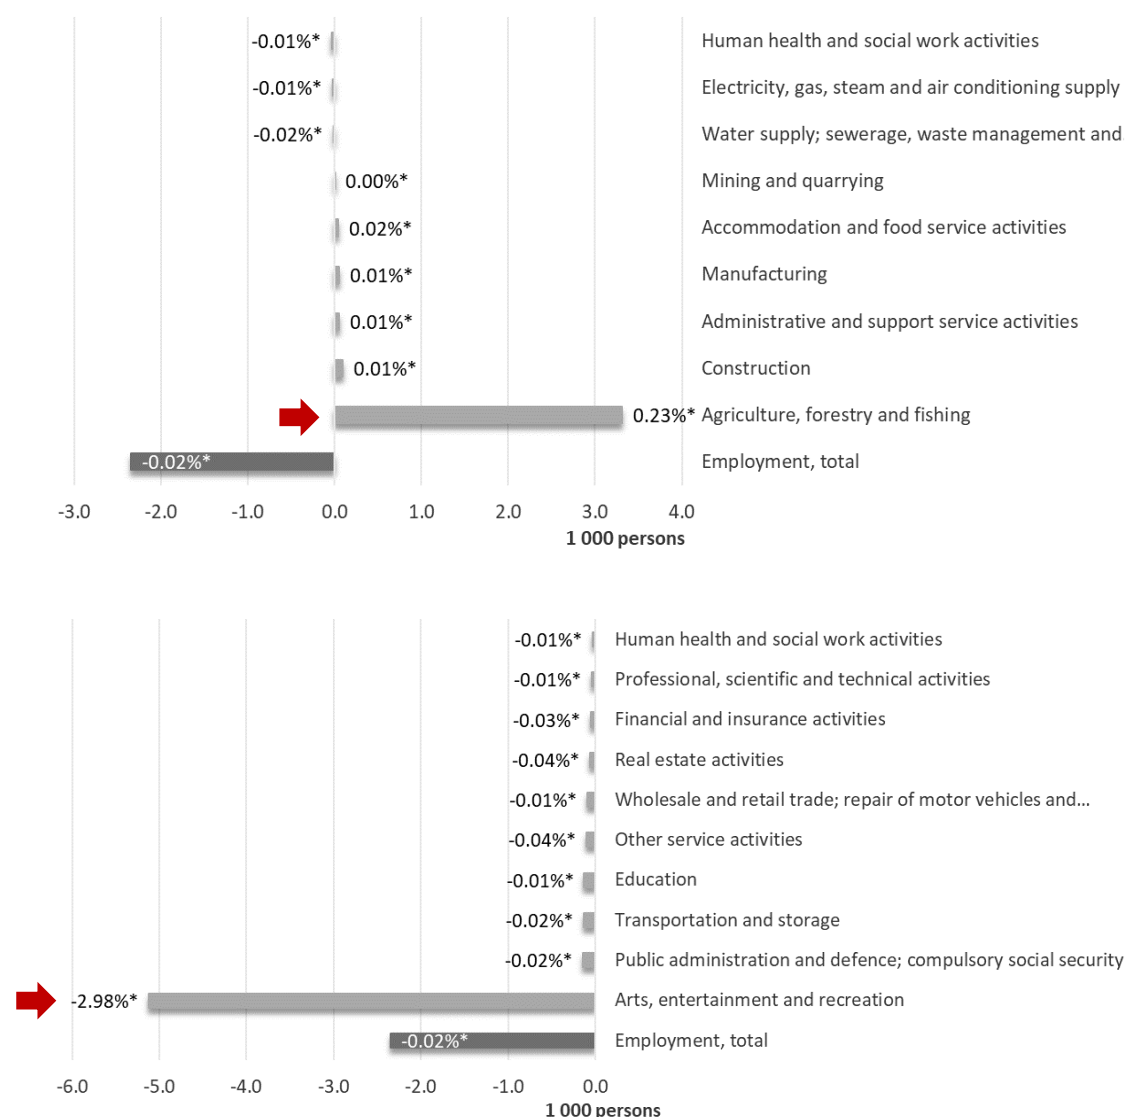 -0.01%* Human health and social work activities
-0.01%* Electricity, gas, steam and air conditioning supply
-0.02%* Water supply; sewerage, waste management and
0.00%* Mining and quarrying
0.02%* Accommodation and food service activities
0.01%* Manufacturing
0.01%* Administrative and support service activities
0.01%* Construction
0.23%* Agriculture, forestry and fishing
-0.02%* Employment, total
-3.0 -2.0 -1.0 0.0 1.0 2.0 3.0 4.0
1 000 persons
-0.01%* Human health and social work activities
-0.01%* Professional, scientific and technical activities
-0.03%* Financial and insurance activities
-0.04%* Real estate activities
-0.01%* Wholesale and retail trade; repair of motor vehicles and...
-0.04%* Other service activities
-0.01%* Education
-0.02%* Transportation and storage
-0.02%* Public administration and defence; compulsory social security
-2.98%* Arts, entertainment and recreation
-0.02%* Employment, total
-6.0 -5.0 -4.0 -3.0 -2.0 -1.0 0.0
1 000 persons